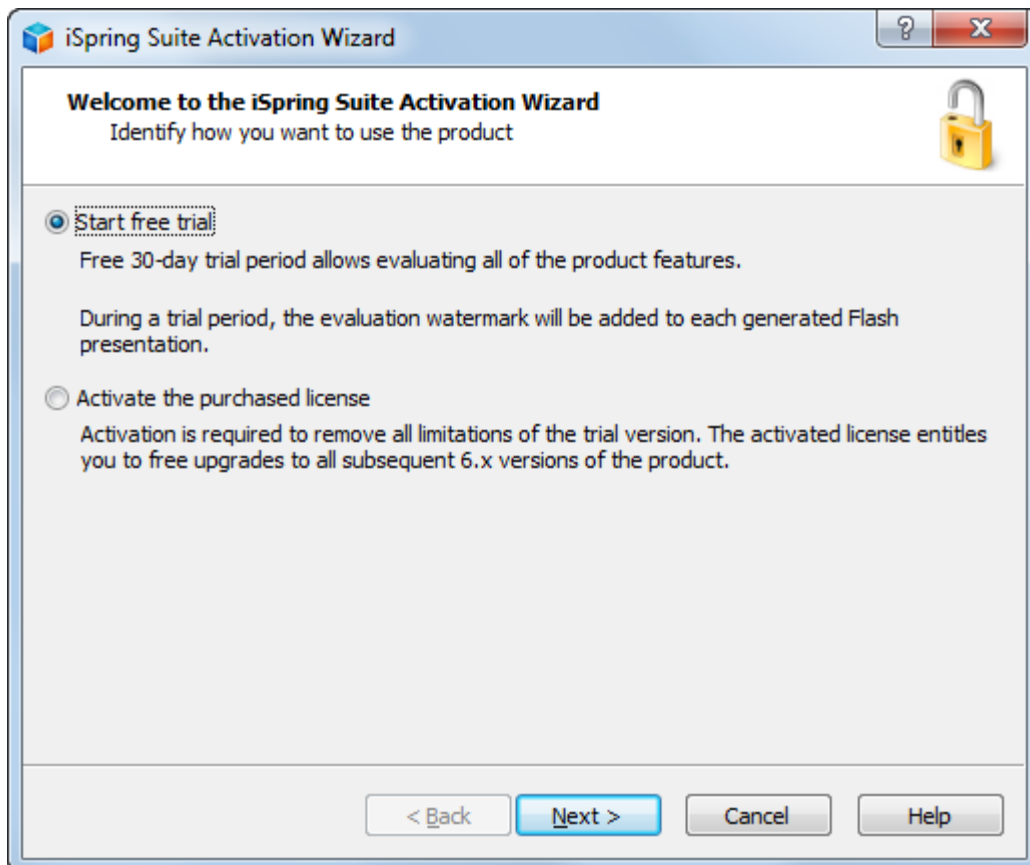 iSpring Suite Activation Wizard
Welcome to the iSpring Suite Activation Wizard
Identify how you want to use the product
Start free trial
Free 30-day trial period allows evaluating all of the product features.
During a trial period, the evaluation watermark will be added to each generated Flash
presentation.
Activate the purchased license
Activation is required to remove all limitations of the trial version. The activated license entitles
you to free upgrades to all subsequent 6.x versions of the product.
< Back Next > Cancel Help